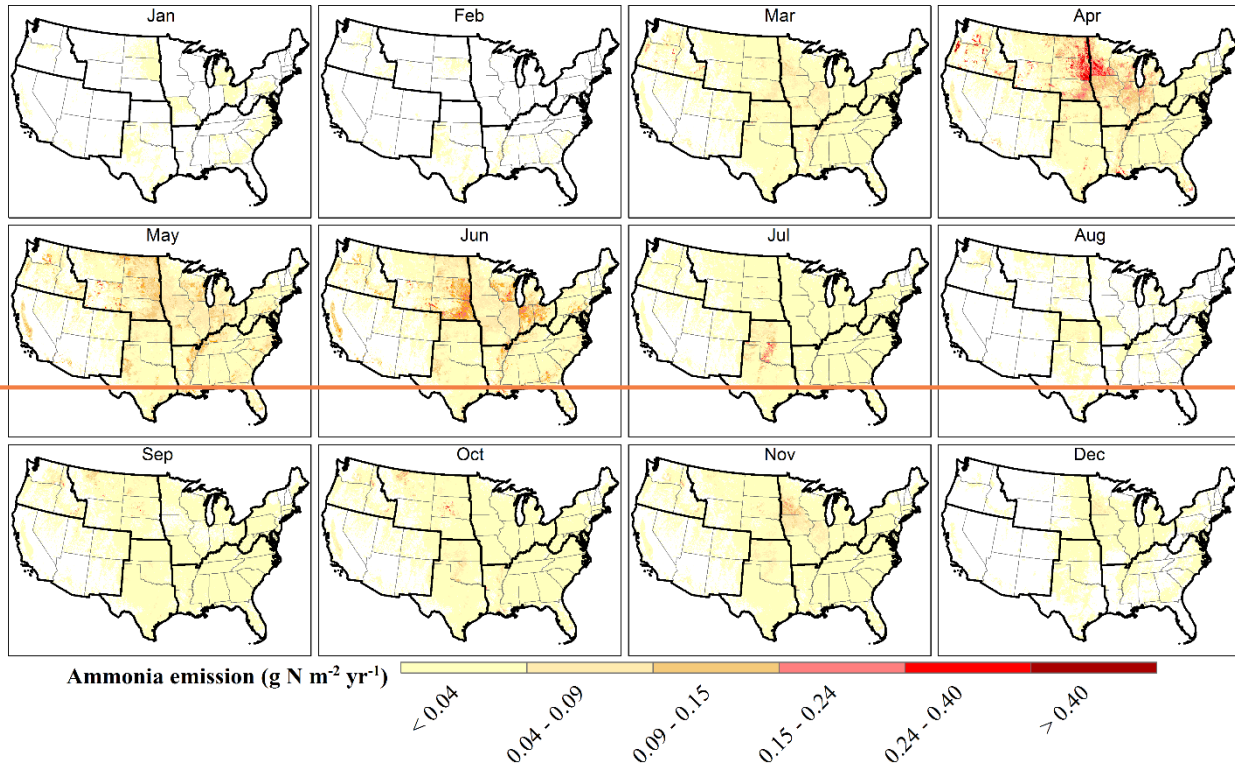 Jan Feb Mar Apr
May Jun Jul Aug
Sep Oct Nov Dec
Ammonia emission (g N m⁻² yr⁻¹)
< 0.04 0.04 - 0.09 0.09 - 0.15 0.15 - 0.24 0.24 - 0.40 > 0.40